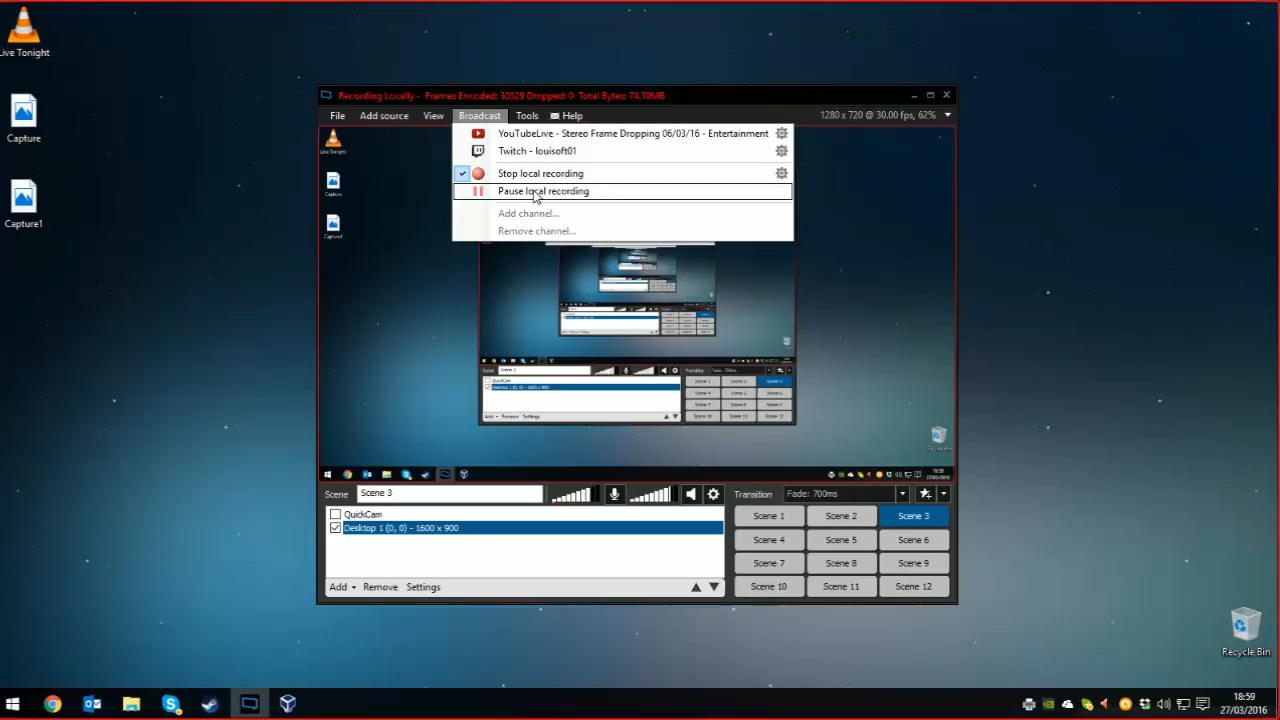 Live Tonight
Capture
Capture1
Recording Locally - Frames Encoded: 30529 Dropped: 0 Total Bytes: 74.39MB
File Add source View Broadcast Tools Help
1280 x 720 @ 30.00 fps, 62%
YouTubeLive - Stereo Frame Dropping 06/03/16 - Entertainment
Twitch - louisoft01
Stop local recording
Pause local recording
Add channel...
Remove channel...
Scene Scene 3
Transition Fade: 700ms
QuickCam
Desktop 1 (0, 0) - 1600 x 900
Add Remove Settings
Scene 1 Scene 2 Scene 3
Scene 4 Scene 5 Scene 6
Scene 7 Scene 8 Scene 9
Scene 10 Scene 11 Scene 12
Recycle Bin
18:59
27/03/2016